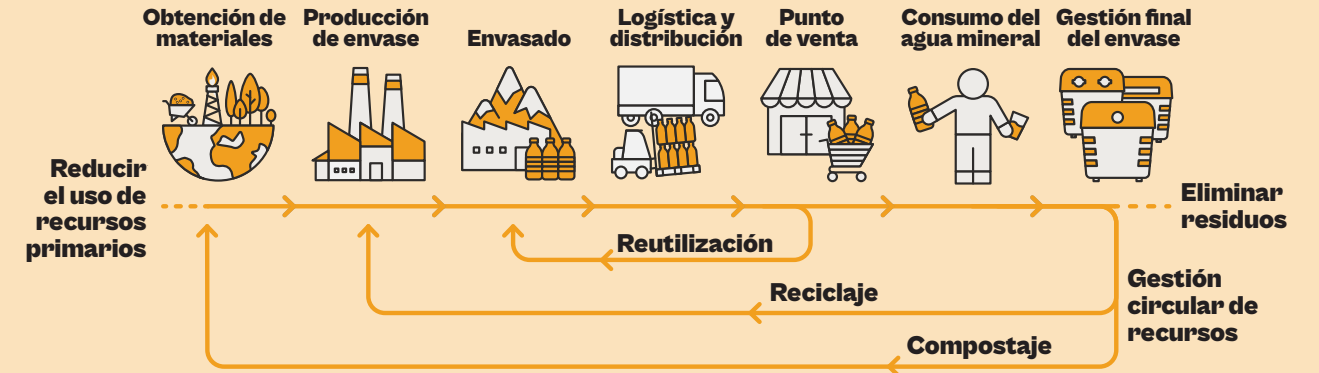 Obtención de
materiales
Producción
de envase
Envasado
Logística y
distribución
Punto
de venta
Consumo del
agua mineral
Gestión final
del envase
Reducir
el uso de
recursos
primarios
Eliminar
residuos
Reutilización
Reciclaje
Gestión
circular de
recursos
Compostaje